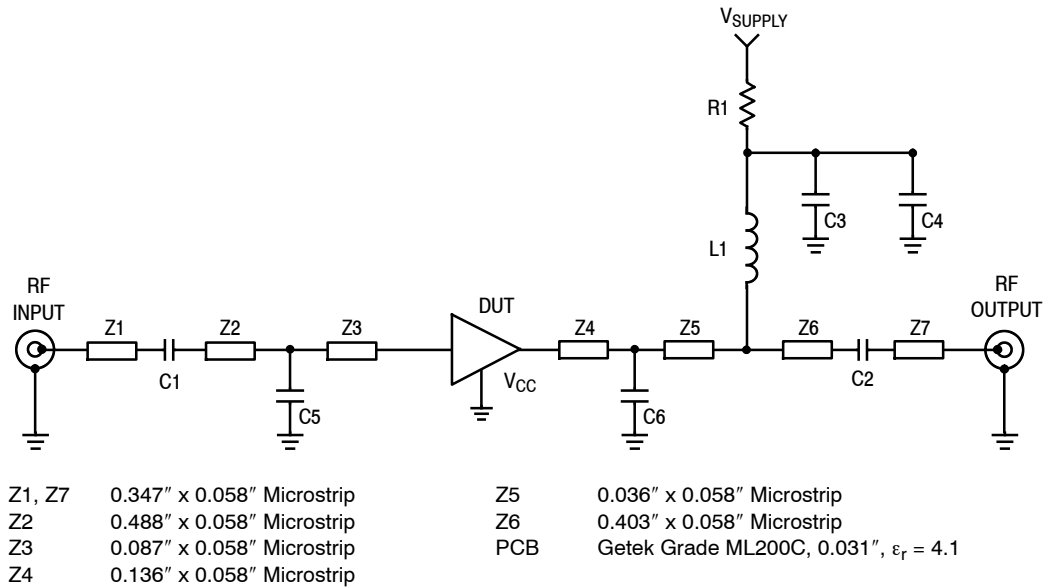 V_SUPPLY
R1
C3
C4
L1
RF
INPUT
Z1
C1
Z2
C5
Z3
DUT
V_CC
Z4
C6
Z5
Z6
C2
Z7
RF
OUTPUT
Z1, Z7 0.347″ x 0.058″ Microstrip
Z2 0.488″ x 0.058″ Microstrip
Z3 0.087″ x 0.058″ Microstrip
Z4 0.136″ x 0.058″ Microstrip
Z5 0.036″ x 0.058″ Microstrip
Z6 0.403″ x 0.058″ Microstrip
PCB Getek Grade ML200C, 0.031″, ε_r = 4.1